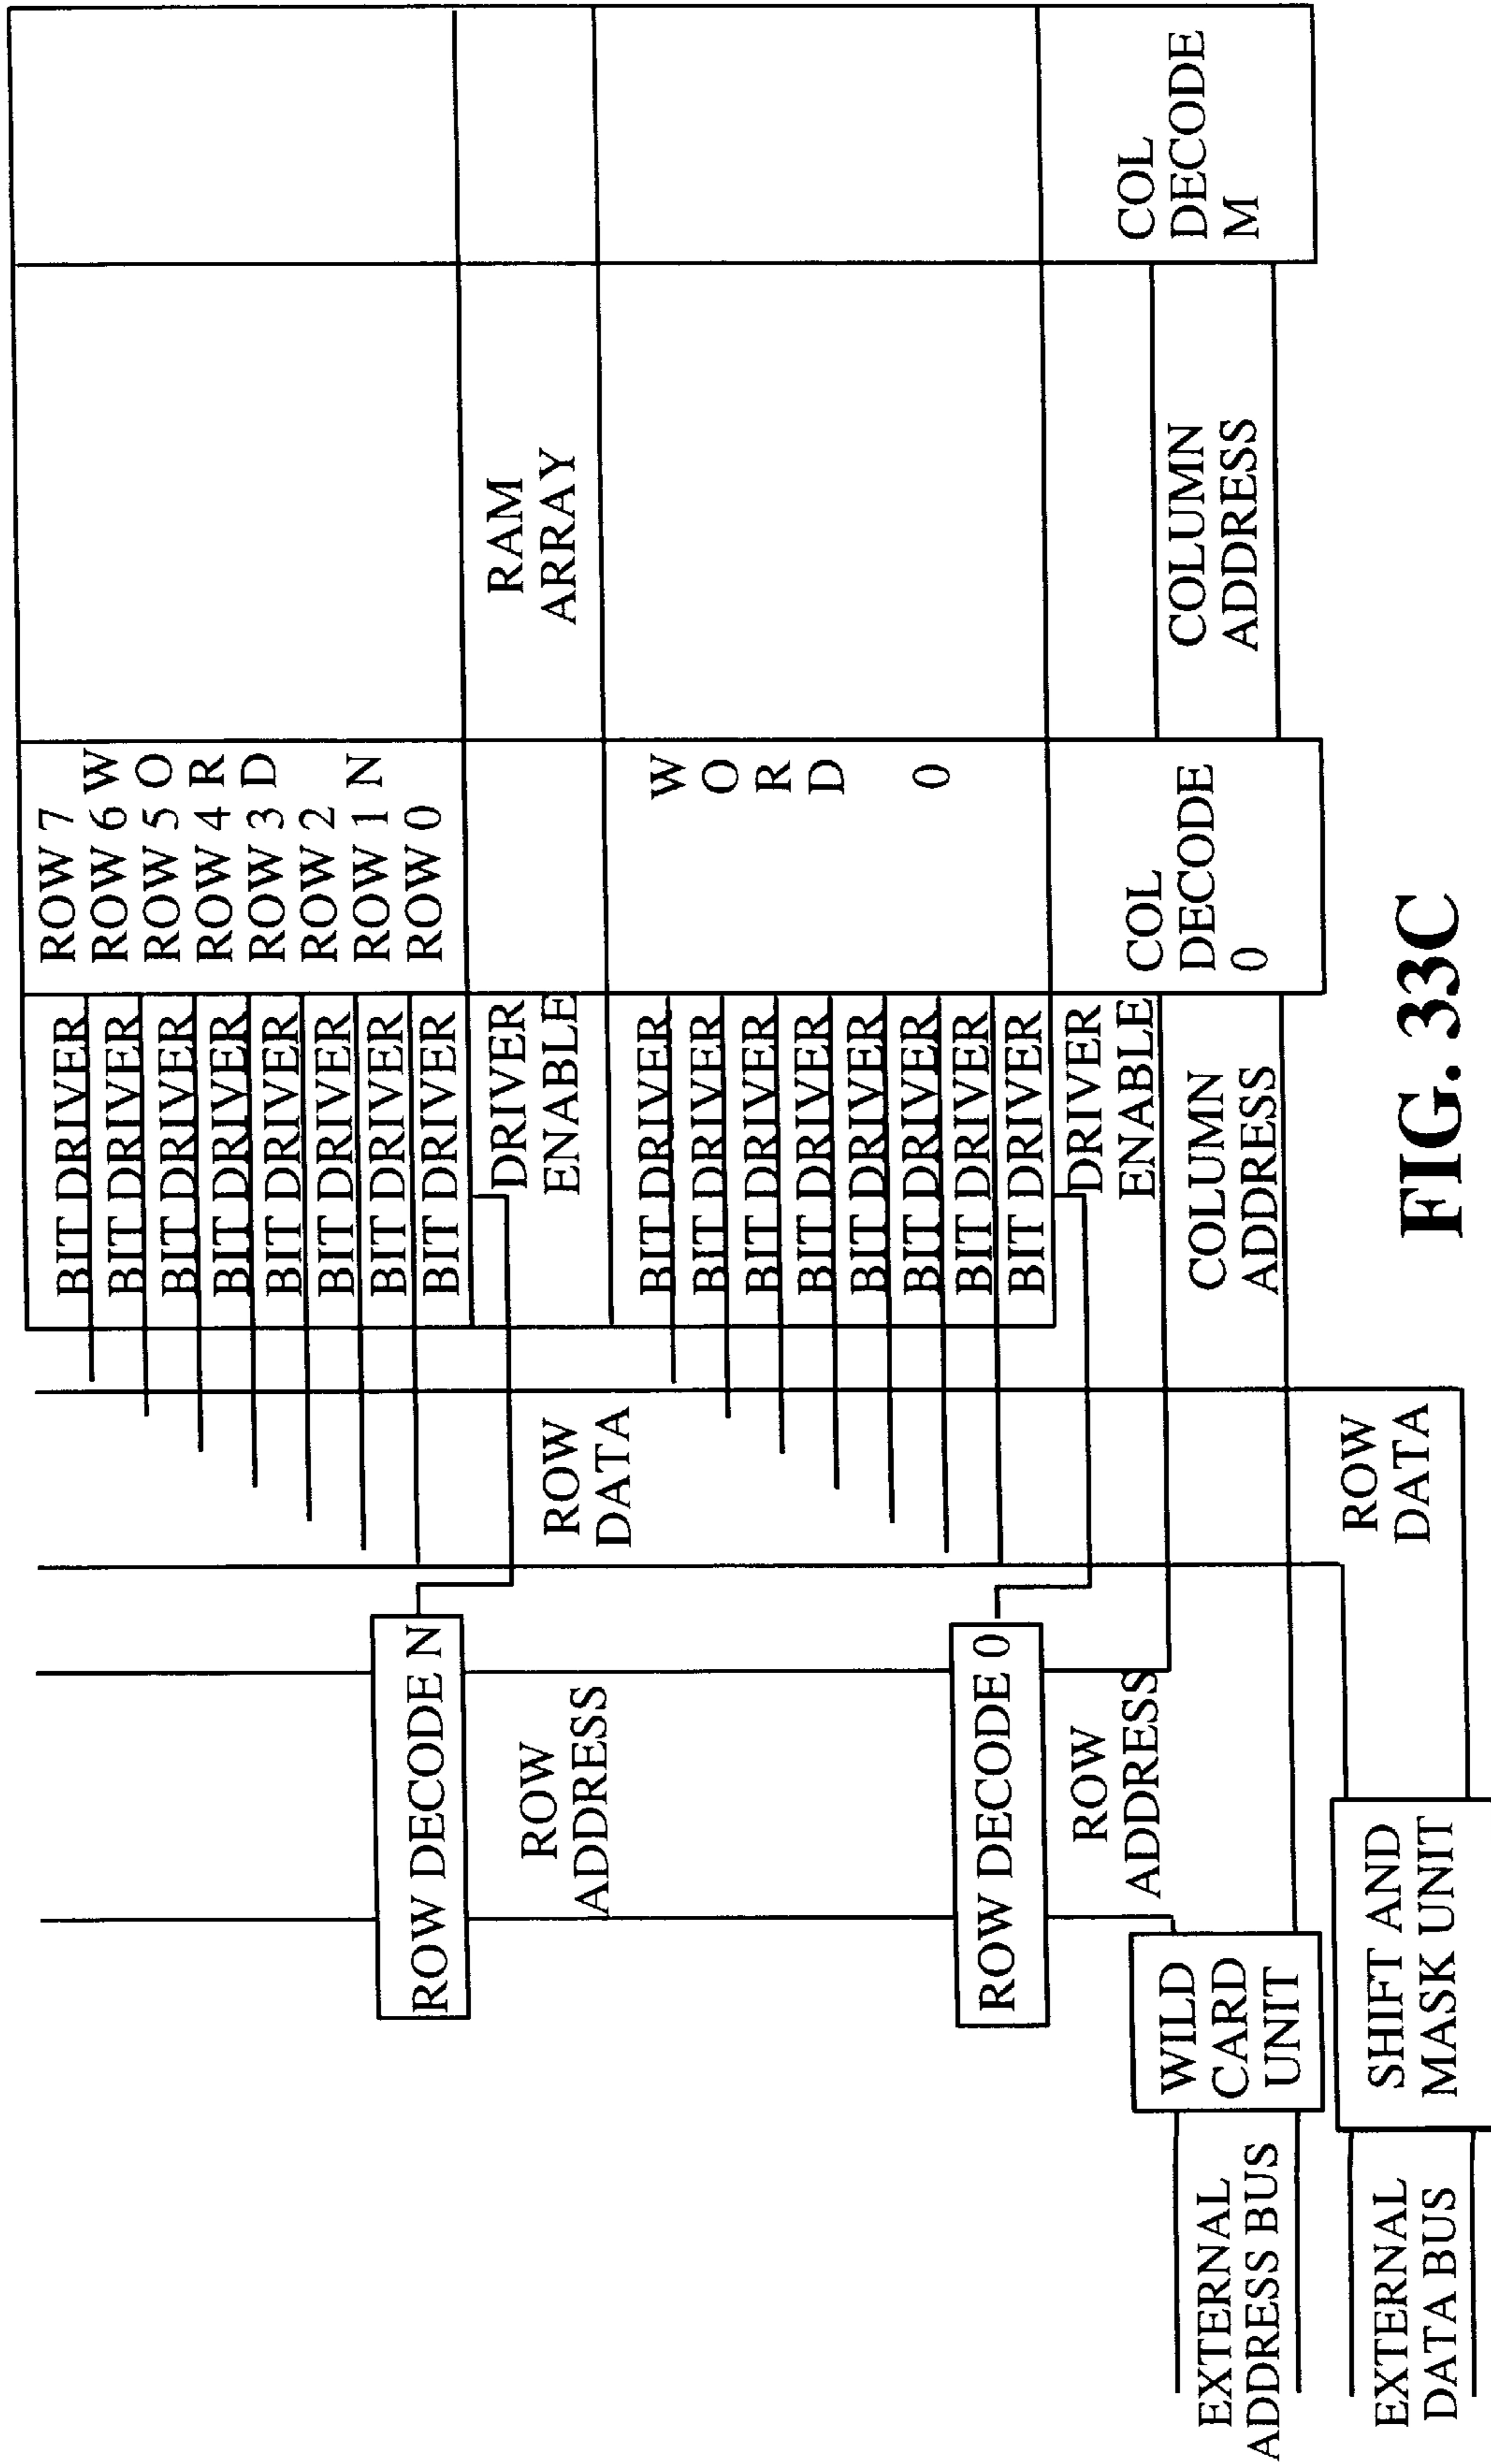 BIT DRIVER
BIT DRIVER
BIT DRIVER
BIT DRIVER
BIT DRIVER
BIT DRIVER
BIT DRIVER
BIT DRIVER
ROW 7
ROW 6
ROW 5
ROW 4
ROW 3
ROW 2
ROW 1
ROW 0
W
O
R
D
N
ROW DECODE N
DRIVER
ENABLE
RAM
ARRAY
ROW
ADDRESS
ROW
DATA
BIT DRIVER
BIT DRIVER
BIT DRIVER
BIT DRIVER
BIT DRIVER
BIT DRIVER
BIT DRIVER
BIT DRIVER
W
O
R
D
0
ROW DECODE 0
DRIVER
ENABLE
ROW
ADDRESS
COL
DECODE
0
COL
DECODE
M
COLUMN
ADDRESS
COLUMN
ADDRESS
EXTERNAL
ADDRESS BUS
WILD
CARD
UNIT
EXTERNAL
DATA BUS
SHIFT AND
MASK UNIT
ROW
DATA
FIG. 33C